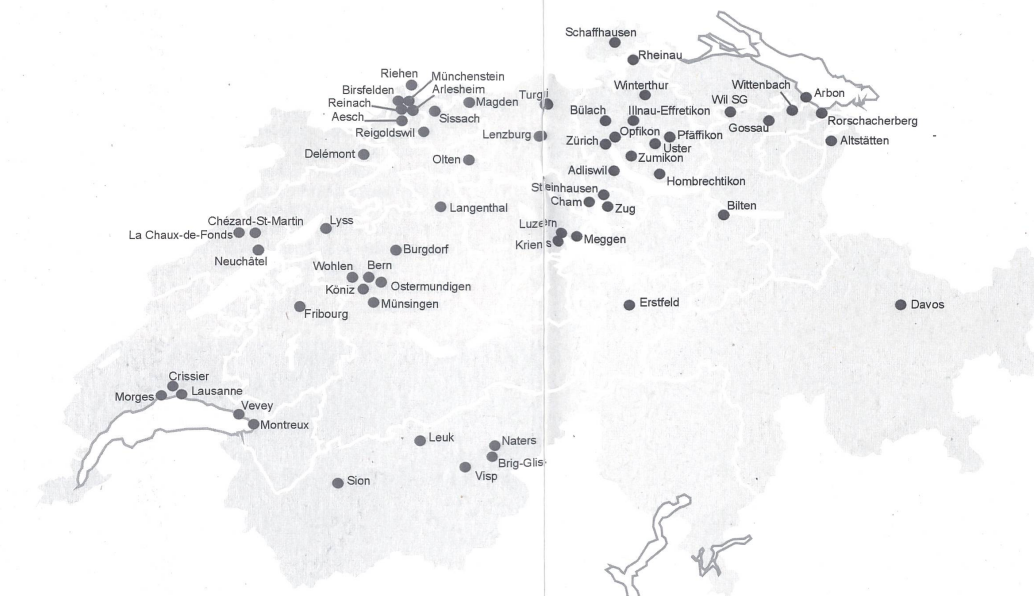 Schaffhausen
Rheinau
Riehen
Münchenstein
Birsfelden
Arlesheim
Reinach
Aesch
Magden
Sissach
Reigoldswil
Turgi
Winterthur
Wittenbach
Arbon
Wil SG
Bülach
Illnau-Effretikon
Gossau
Rorschacherberg
Lenzburg
Opfikon
Pfäffikon
Zürich
Uster
Altstätten
Delémont
Olten
Zumikon
Adliswil
Hombrechtikon
Steinhausen
Cham
Zug
Bilten
Langenthal
Chézard-St-Martin
Lyss
La Chaux-de-Fonds
Luzern
Kriens
Meggen
Neuchâtel
Burgdorf
Wohlen
Bern
Köniz
Ostermundigen
Münsingen
Fribourg
Erstfeld
Davos
Crissier
Morges
Lausanne
Vevey
Montreux
Leuk
Naters
Brig-Glis
Visp
Sion